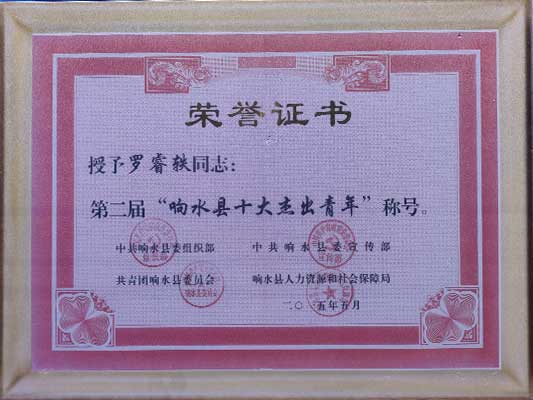 荣誉证书
授予罗睿轶同志：
第二届“响水县十大杰出青年”称号。
中共响水县委组织部 中共响水县委宣传部
共青团响水县委员会 响水县人力资源和社会保障局
二〇一五年五月